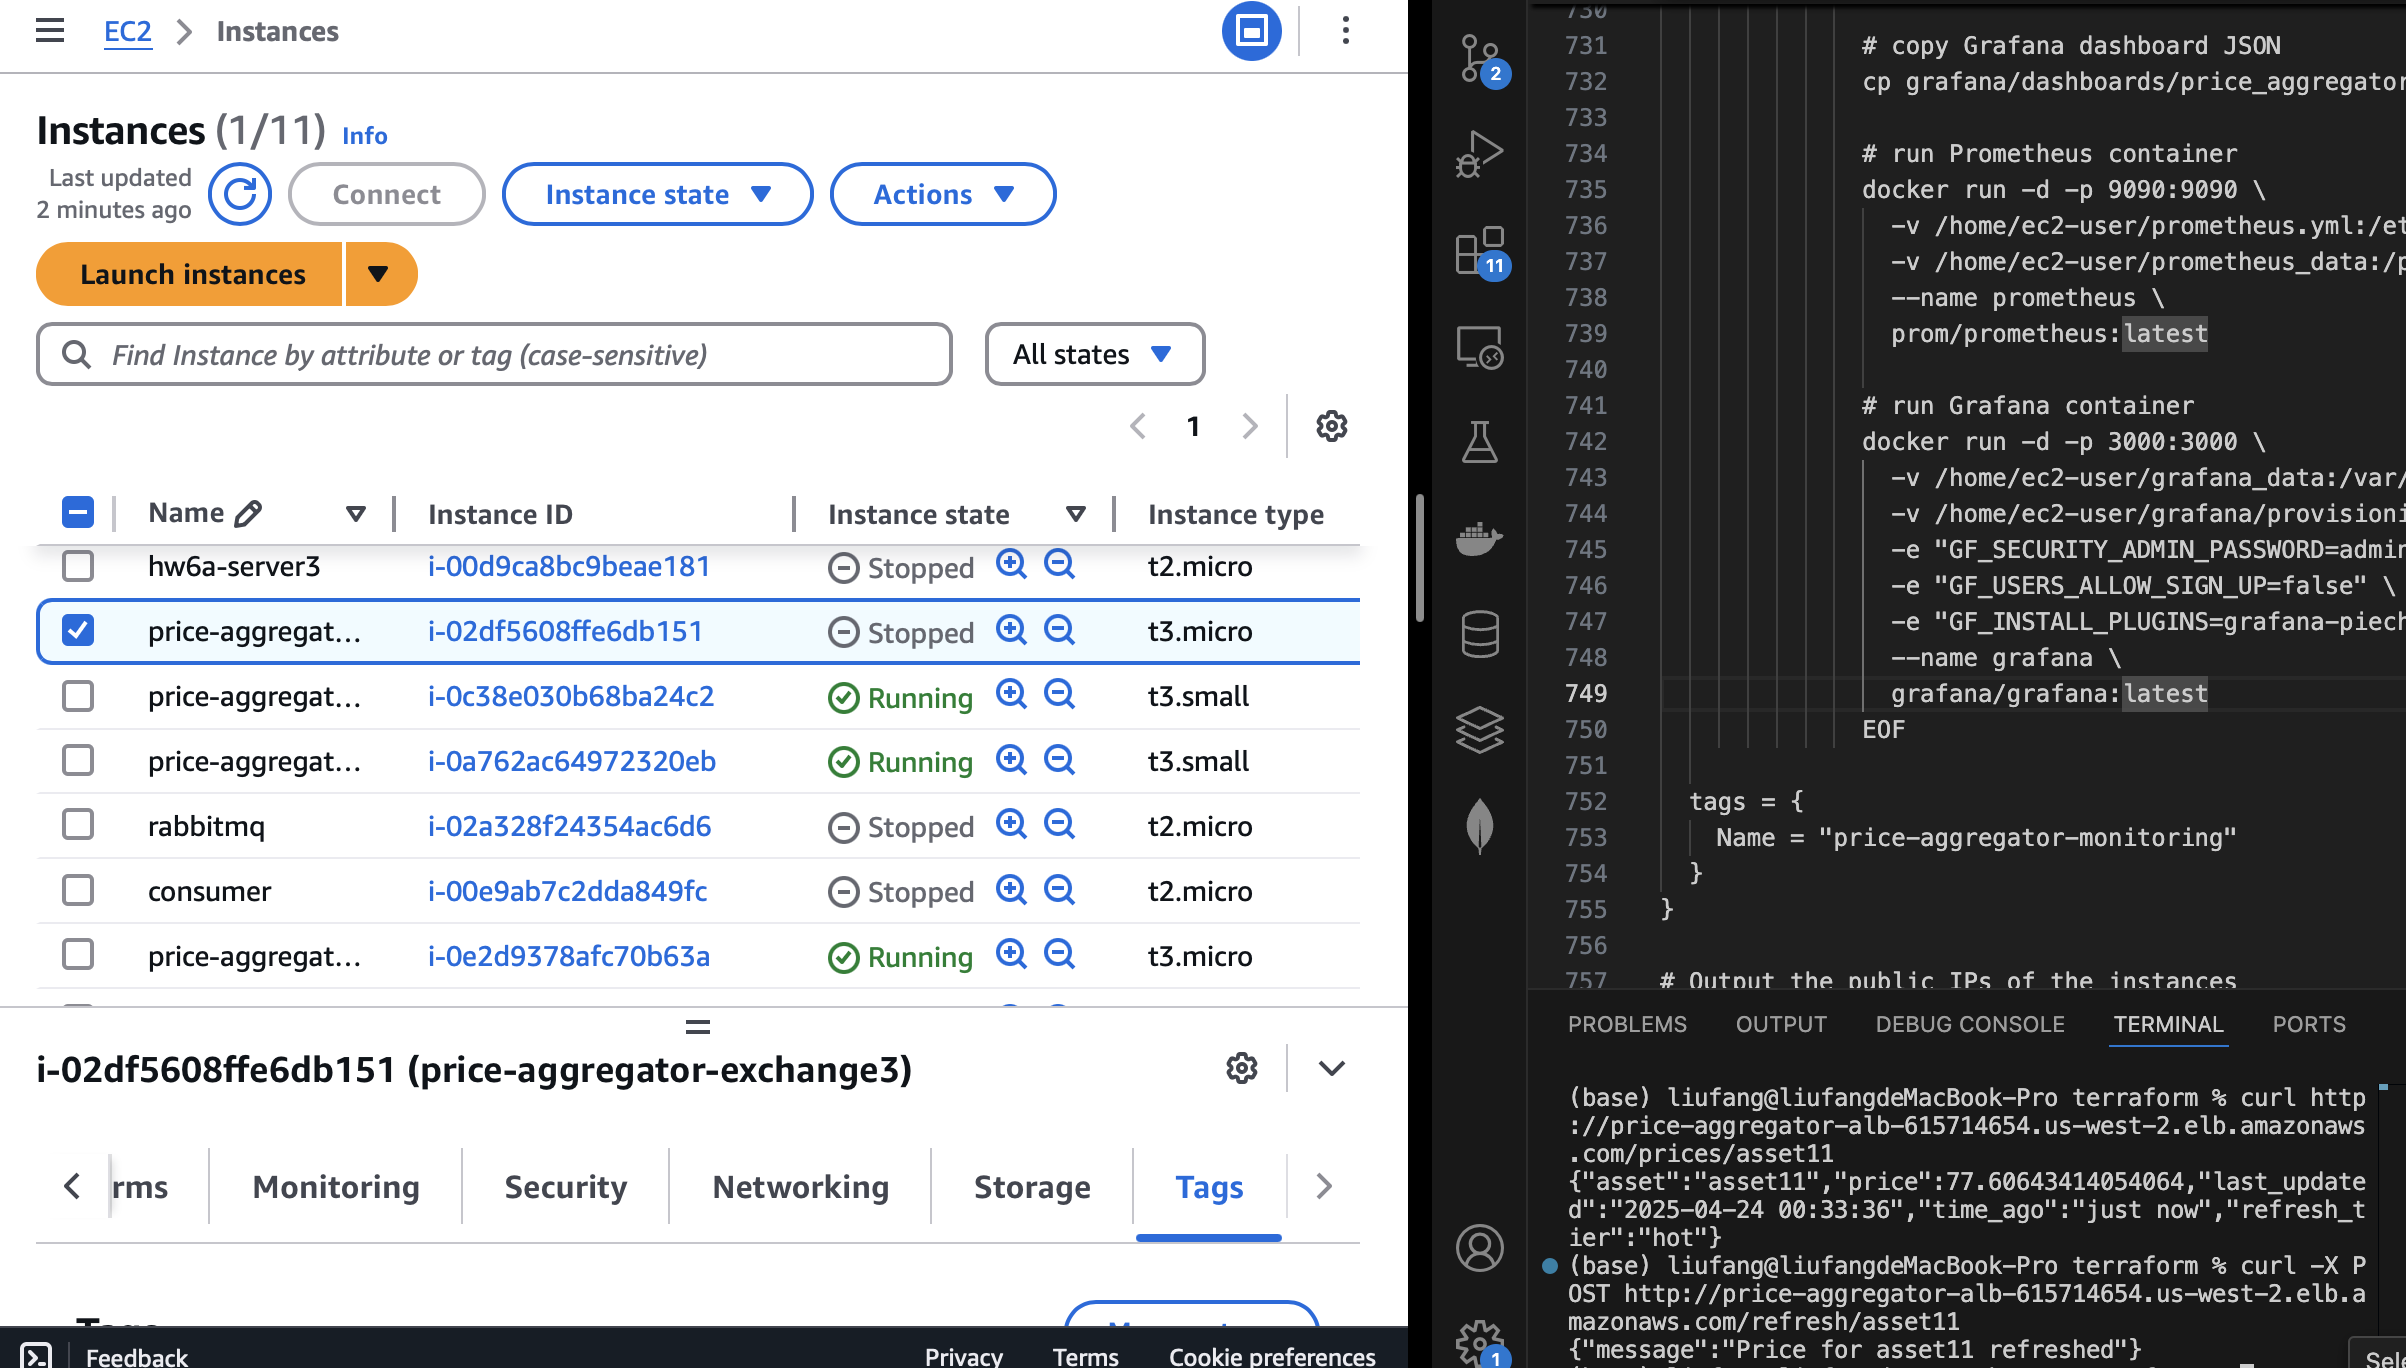 EC2 > Instances
Instances (1/11) Info
Last updated
2 minutes ago
Connect
Instance state
Actions
Launch instances
Find Instance by attribute or tag (case-sensitive)
All states
1
Name Instance ID Instance state Instance type
hw6a-server3 i-00d9ca8bc9beae181 Stopped t2.micro
price-aggregat... i-02df5608ffe6db151 Stopped t3.micro
price-aggregat... i-0c38e030b68ba24c2 Running t3.small
price-aggregat... i-0a762ac64972320eb Running t3.small
rabbitmq i-02a328f24354ac6d6 Stopped t2.micro
consumer i-00e9ab7c2dda849fc Stopped t2.micro
price-aggregat... i-0e2d9378afc70b63a Running t3.micro
i-02df5608ffe6db151 (price-aggregator-exchange3)
rms Monitoring Security Networking Storage Tags
Tags
Feedback Privacy Terms Cookie preferences
2
11
1
730
731 # copy Grafana dashboard JSON
732 cp grafana/dashboards/price_aggregator
733
734 # run Prometheus container
735 docker run -d -p 9090:9090 \
736 -v /home/ec2-user/prometheus.yml:/et
737 -v /home/ec2-user/prometheus_data:/p
738 --name prometheus \
739 prom/prometheus:latest
740
741 # run Grafana container
742 docker run -d -p 3000:3000 \
743 -v /home/ec2-user/grafana_data:/var/
744 -v /home/ec2-user/grafana/provisioni
745 -e "GF_SECURITY_ADMIN_PASSWORD=admin
746 -e "GF_USERS_ALLOW_SIGN_UP=false" \
747 -e "GF_INSTALL_PLUGINS=grafana-piech
748 --name grafana \
749 grafana/grafana:latest
750 EOF
751
752 tags = {
753 Name = "price-aggregator-monitoring"
754 }
755 }
756
757 # Output the public IPs of the instances
PROBLEMS OUTPUT DEBUG CONSOLE TERMINAL PORTS
(base) liufang@liufangdeMacBook-Pro terraform % curl http
://price-aggregator-alb-615714654.us-west-2.elb.amazonaws
.com/prices/asset11
{"asset":"asset11","price":77.60643414054064,"last_update
d":"2025-04-24 00:33:36","time_ago":"just now","refresh_t
ier":"hot"}
(base) liufang@liufangdeMacBook-Pro terraform % curl -X P
OST http://price-aggregator-alb-615714654.us-west-2.elb.a
mazonaws.com/refresh/asset11
{"message":"Price for asset11 refreshed"}
Sele